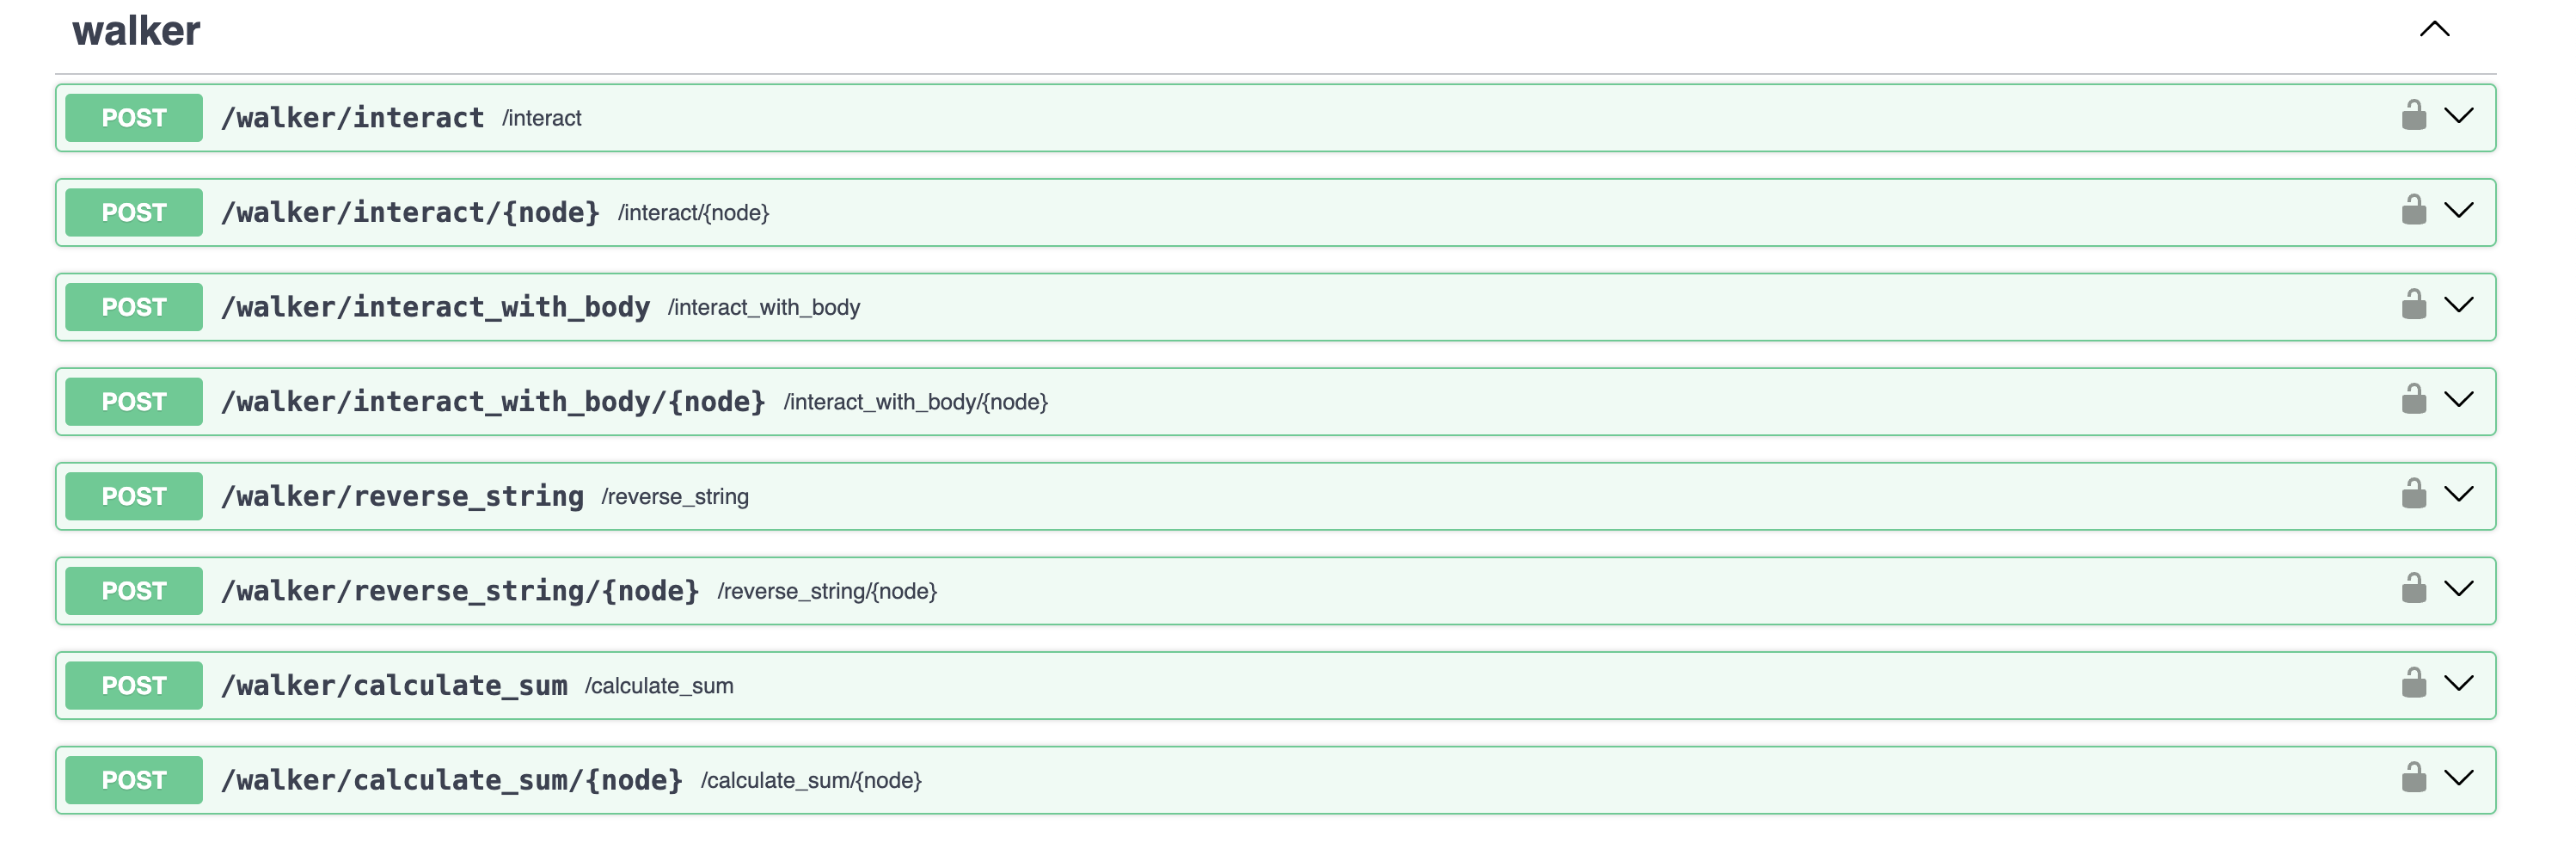 walker
POST /walker/interact /interact
POST /walker/interact/{node} /interact/{node}
POST /walker/interact_with_body /interact_with_body
POST /walker/interact_with_body/{node} /interact_with_body/{node}
POST /walker/reverse_string /reverse_string
POST /walker/reverse_string/{node} /reverse_string/{node}
POST /walker/calculate_sum /calculate_sum
POST /walker/calculate_sum/{node} /calculate_sum/{node}